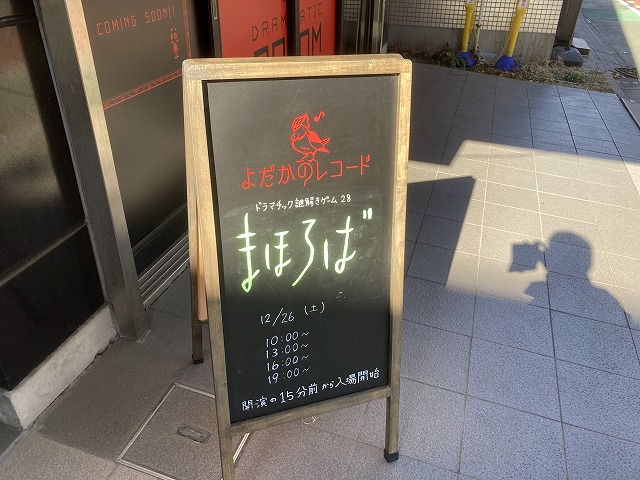 COMING SOON!!
DRAMATIC
ROOM
よだかのレコード
ドラマチック謎解きゲーム 28
まほろば
12/26 (土)
10:00～
13:00～
16:00～
19:00～
開演の15分前から入場開始